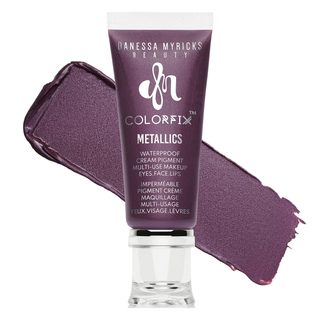 DANESSA MYRICKS
BEAUTY
COLORFIX™
METALLICS
WATERPROOF
CREAM PIGMENT
MULTI-USE MAKEUP
EYES.FACE.LIPS
IMPERMÉABLE
PIGMENT CRÈME
MAQUILLAGE
MULTI-USAGE
YEUX.VISAGE.LÈVRES